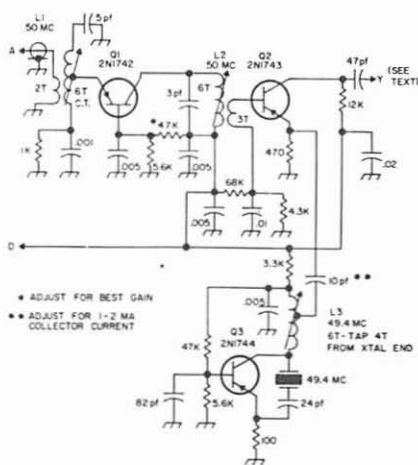 L1
50 MC
5pf
A
2T
6T
C.T.
1K
.001
Q1
2N1742
L2
50 MC
6T
3pf
3T
* 47K
.005
5.6K
.005
Q2
2N1743
47pf
Y
(SEE
TEXT)
12K
470
.02
68K
.005
.01
4.3K
D
3.3K
10pf **
* ADJUST FOR BEST GAIN
** ADJUST FOR 1-2 MA
COLLECTOR CURRENT
.005
L3
49.4 MC
6T-TAP 4T
FROM XTAL END
Q3
2N1744
47K
49.4 MC
82pf
5.6K
24pf
100